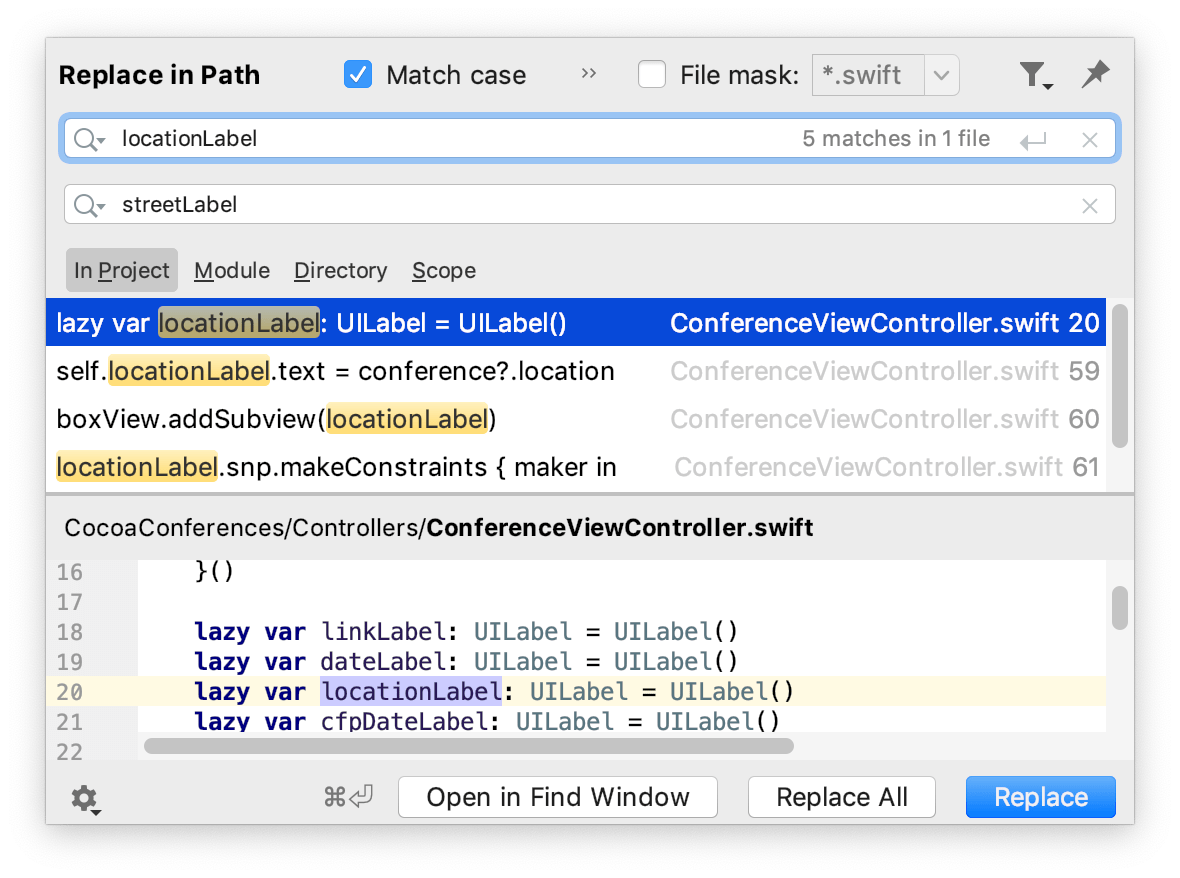 Replace in Path Match case » File mask: *.swift
locationLabel 5 matches in 1 file
streetLabel
In Project Module Directory Scope
lazy var locationLabel: UILabel = UILabel() ConferenceViewController.swift 20
self.locationLabel.text = conference?.location ConferenceViewController.swift 59
boxView.addSubview(locationLabel) ConferenceViewController.swift 60
locationLabel.snp.makeConstraints { maker in ConferenceViewController.swift 61
CocoaConferences/Controllers/ConferenceViewController.swift
16 }()
17
18 lazy var linkLabel: UILabel = UILabel()
19 lazy var dateLabel: UILabel = UILabel()
20 lazy var locationLabel: UILabel = UILabel()
21 lazy var cfpDateLabel: UILabel = UILabel()
22
⌘⏎ Open in Find Window Replace All Replace